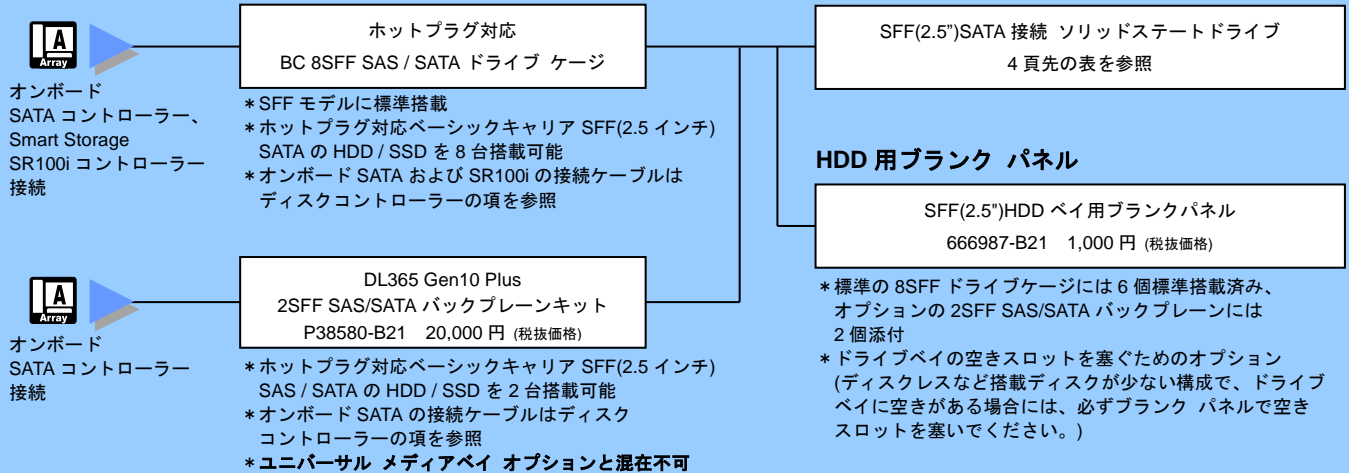 A
Array
オンボード
SATA コントローラー、
Smart Storage
SR100i コントローラー
接続
ホットプラグ対応
BC 8SFF SAS / SATA ドライブ ケージ
*SFF モデルに標準搭載
*ホットプラグ対応ベーシックキャリア SFF(2.5 インチ)
SATA の HDD / SSD を 8 台搭載可能
*オンボード SATA および SR100i の接続ケーブルは
ディスクコントローラーの項を参照
A
Array
オンボード
SATA コントローラー
接続
DL365 Gen10 Plus
2SFF SAS/SATA バックプレーンキット
P38580-B21 20,000 円 (税抜価格)
*ホットプラグ対応ベーシックキャリア SFF(2.5 インチ)
SAS / SATA の HDD / SSD を 2 台搭載可能
*オンボード SATA の接続ケーブルはディスク
コントローラーの項を参照
*ユニバーサル メディアベイ オプションと混在不可
SFF(2.5")SATA 接続 ソリッドステートドライブ
4 頁先の表を参照
HDD 用ブランク パネル
SFF(2.5")HDD ベイ用ブランクパネル
666987-B21 1,000 円 (税抜価格)
*標準の 8SFF ドライブケージには 6 個標準搭載済み、
オプションの 2SFF SAS/SATA バックプレーンには
2 個添付
*ドライブベイの空きスロットを塞ぐためのオプション
(ディスクレスなど搭載ディスクが少ない構成で、ドライブ
ベイに空きがある場合には、必ずブランク パネルで空き
スロットを塞いでください。)